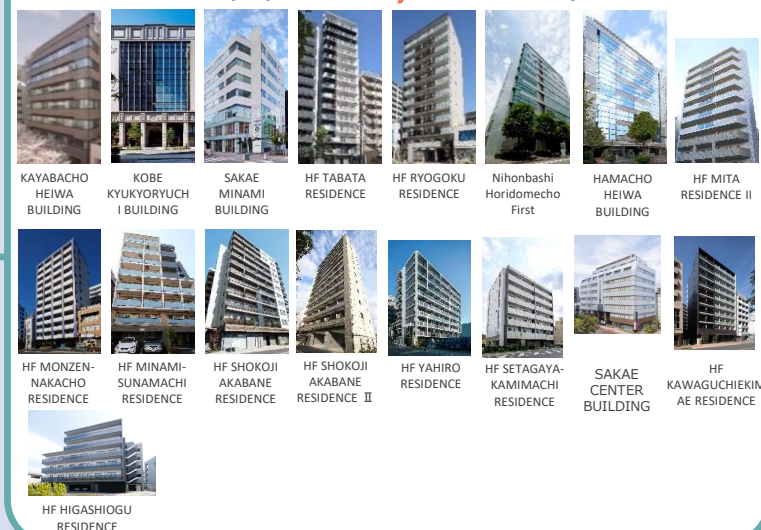 KAYABACHO
HEIWA
BUILDING
KOBE
KYUKYORYUCH
I BUILDING
SAKAE
MINAMI
BUILDING
HF TABATA
RESIDENCE
HF RYOGOKU
RESIDENCE
Nihonbashi
Horidomecho
First
HAMACHO
HEIWA
BUILDING
HF MITA
RESIDENCE II
HF MONZEN-
NAKACHO
RESIDENCE
HF MINAMI-
SUNAMACHI
RESIDENCE
HF SHOKOJI
AKABANE
RESIDENCE
HF SHOKOJI
AKABANE
RESIDENCE Ⅱ
HF YAHIRO
RESIDENCE
HF SETAGAYA-
KAMIMACHI
RESIDENCE
SAKAE
CENTER
BUILDING
HF
KAWAGUCHIEKIM
AE RESIDENCE
HF HIGASHIOGU
RESIDENCE